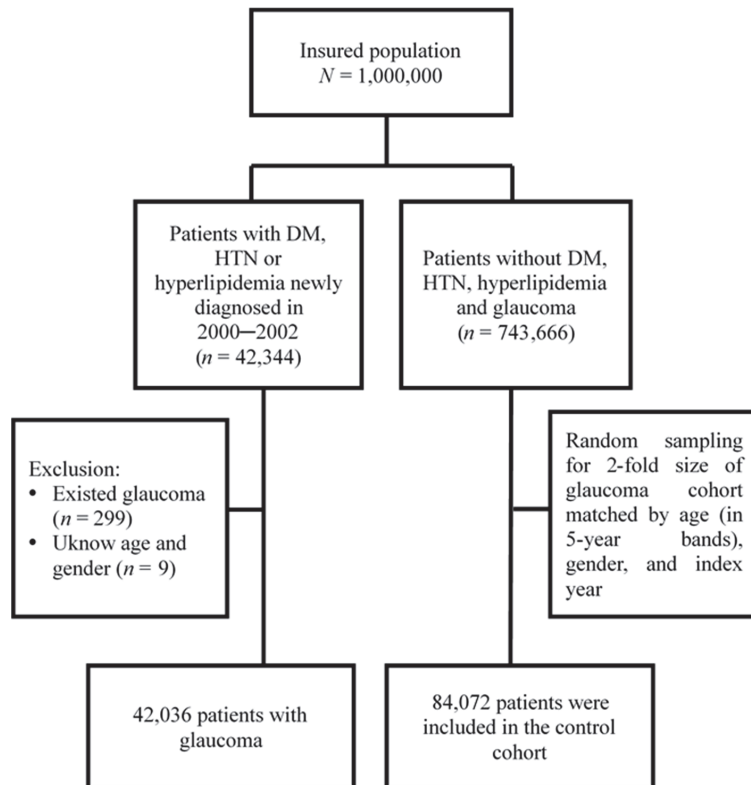 Insured population
N = 1,000,000
Patients with DM,
HTN or
hyperlipidemia newly
diagnosed in
2000—2002
(n = 42,344)
Patients without DM,
HTN, hyperlipidemia
and glaucoma
(n = 743,666)
Exclusion:
• Existed glaucoma
(n = 299)
• Uknow age and
gender (n = 9)
Random sampling
for 2-fold size of
glaucoma cohort
matched by age (in
5-year bands),
gender, and index
year
42,036 patients with
glaucoma
84,072 patients were
included in the control
cohort